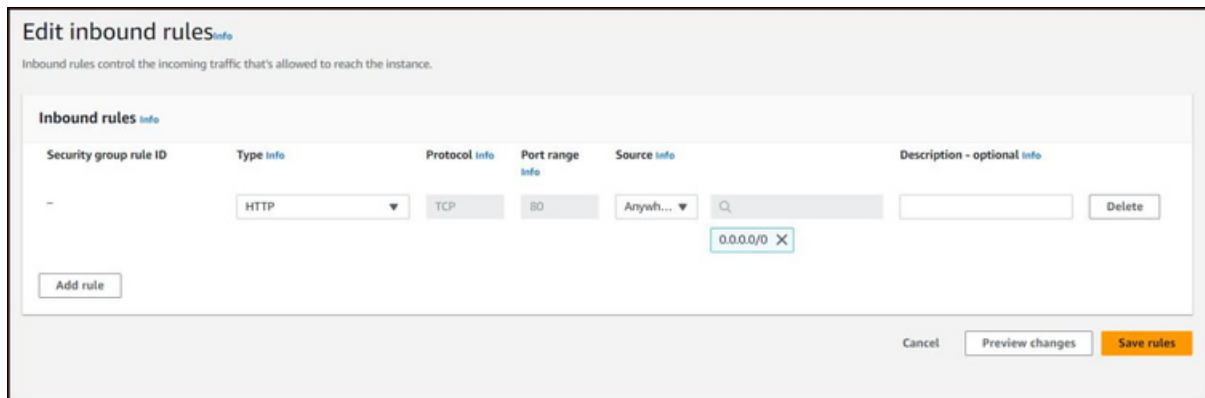 Edit inbound rules Info
Inbound rules control the incoming traffic that's allowed to reach the instance.
Inbound rules Info
Security group rule ID Type Info Protocol Info Port range Info Source Info Description - optional Info
– HTTP TCP 80 Anywh... Delete
0.0.0.0/0
Add rule
Cancel Preview changes Save rules